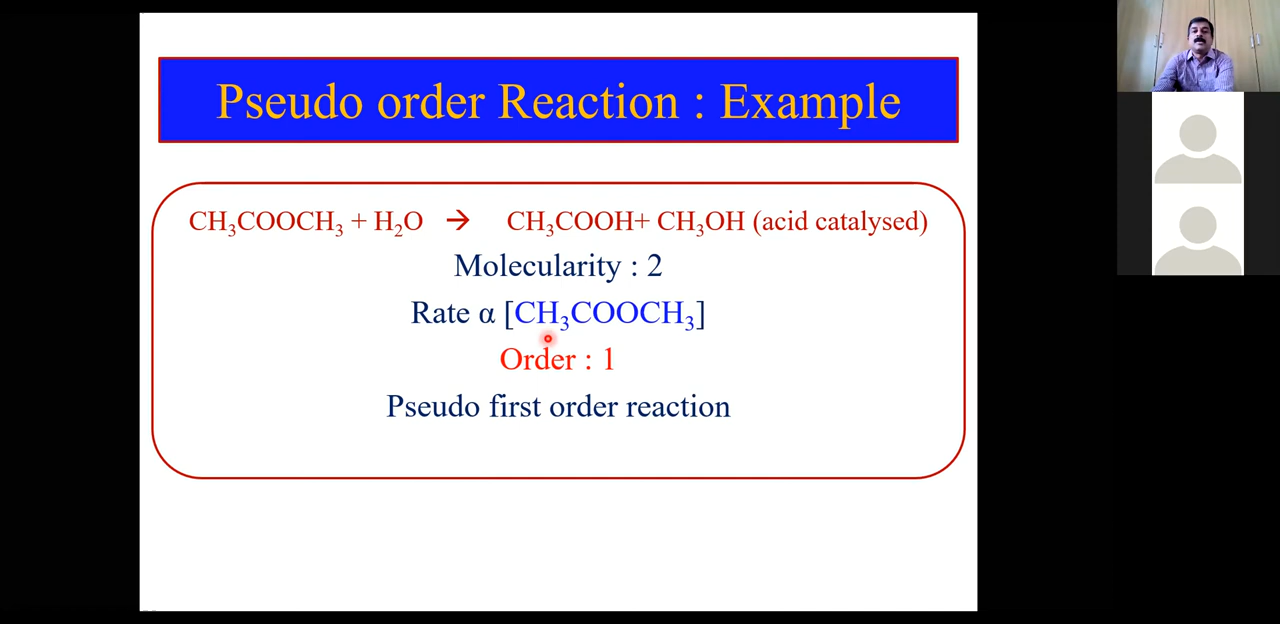 Pseudo order Reaction : Example
CH₃COOCH₃ + H₂O → CH₃COOH+ CH₃OH (acid catalysed)
Molecularity : 2
Rate α [CH₃COOCH₃]
Order : 1
Pseudo first order reaction